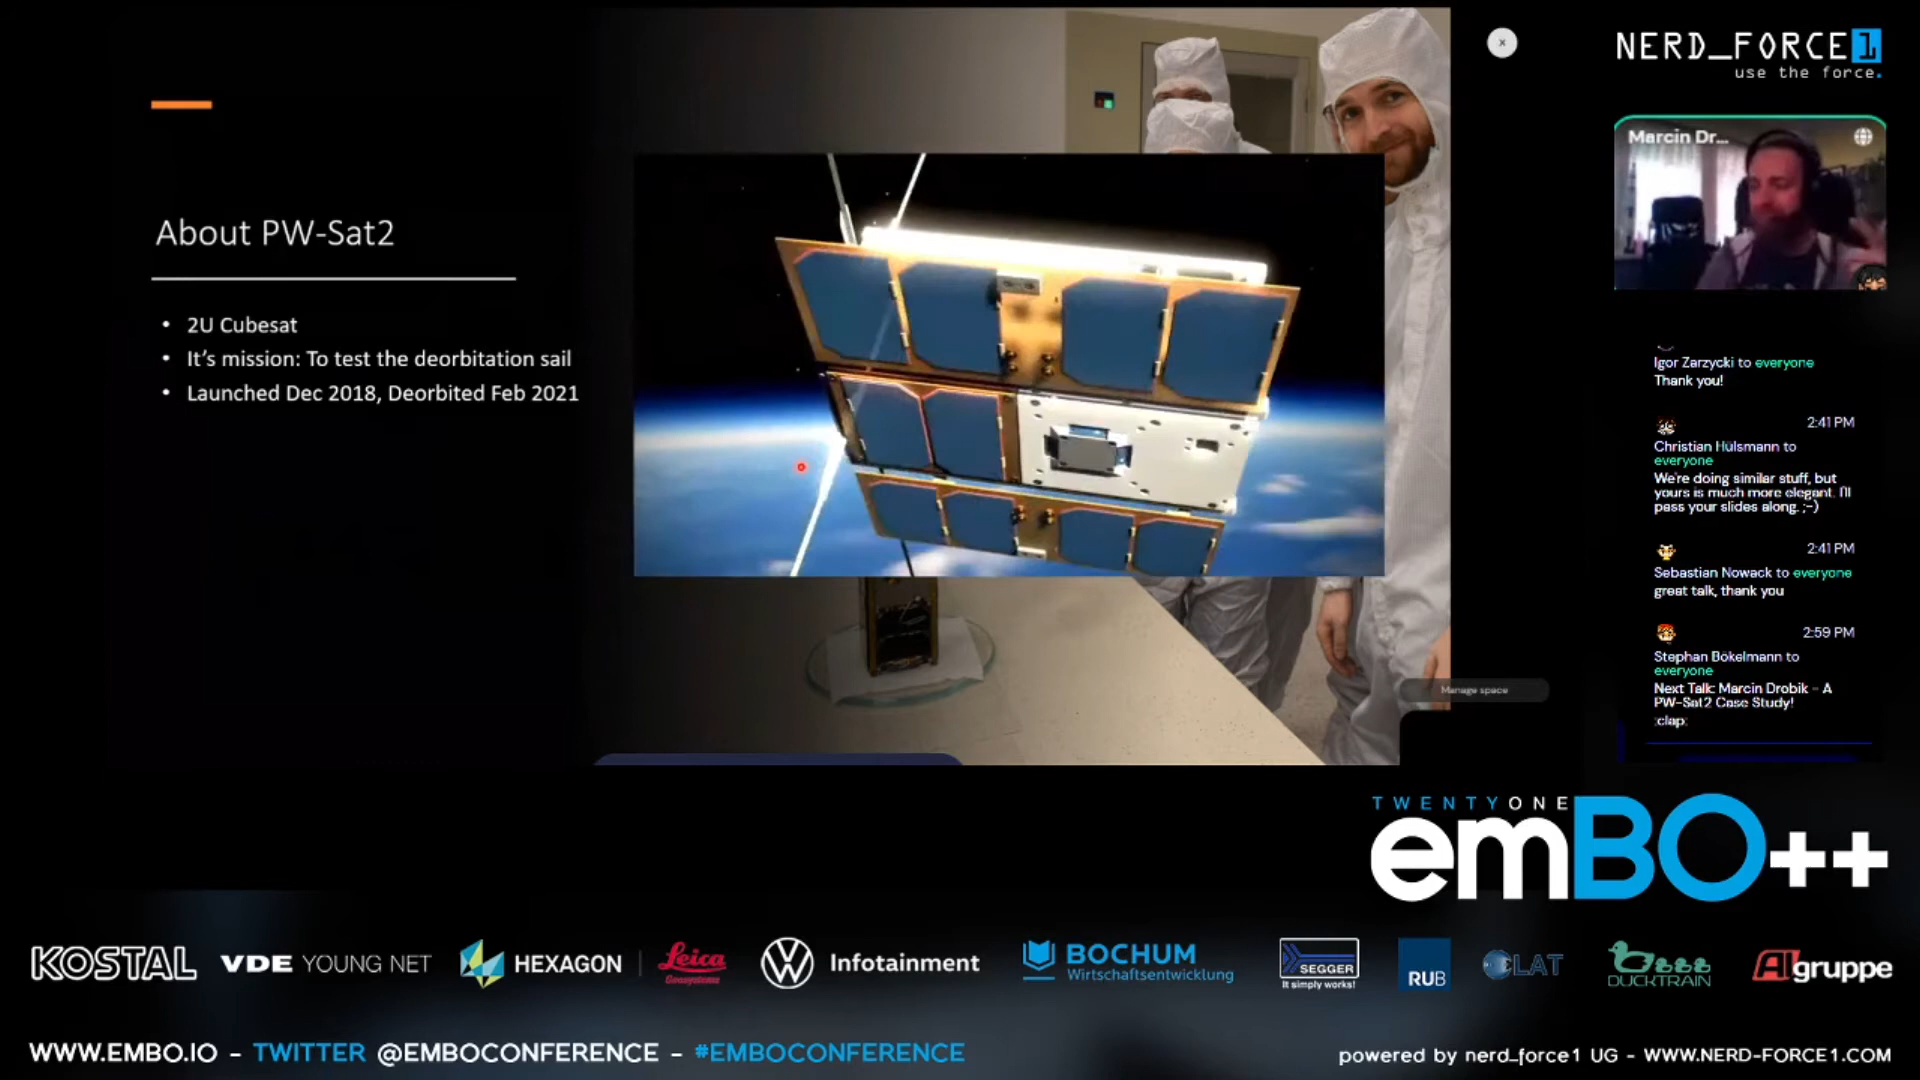 About PW-Sat2
• 2U Cubesat
• It's mission: To test the deorbitation sail
• Launched Dec 2018, Deorbited Feb 2021
×
NERD_FORCE1
use the force.
Marcin Dr...
Igor Zarzycki to everyone
Thank you!
2:41 PM
Christian Hülsmann to
everyone
We're doing similar stuff, but
yours is much more elegant. I'll
pass your slides along. ;-)
2:41 PM
Sebastian Nowack to everyone
great talk, thank you
2:59 PM
Stephan Bökelmann to
everyone
Next Talk: Marcin Drobik - A
PW-Sat2 Case Study!
:clap:
Manage space
TWENTYONE
emBO++
KOSTAL
VDE YOUNG NET
HEXAGON
Leica
Geosystems
Infotainment
BOCHUM
Wirtschaftsentwicklung
SEGGER
It simply works!
RUB
LAT
DUCKTRAIN
AIgruppe
WWW.EMBO.IO - TWITTER @EMBOCONFERENCE - #EMBOCONFERENCE
powered by nerd_force1 UG - WWW.NERD-FORCE1.COM